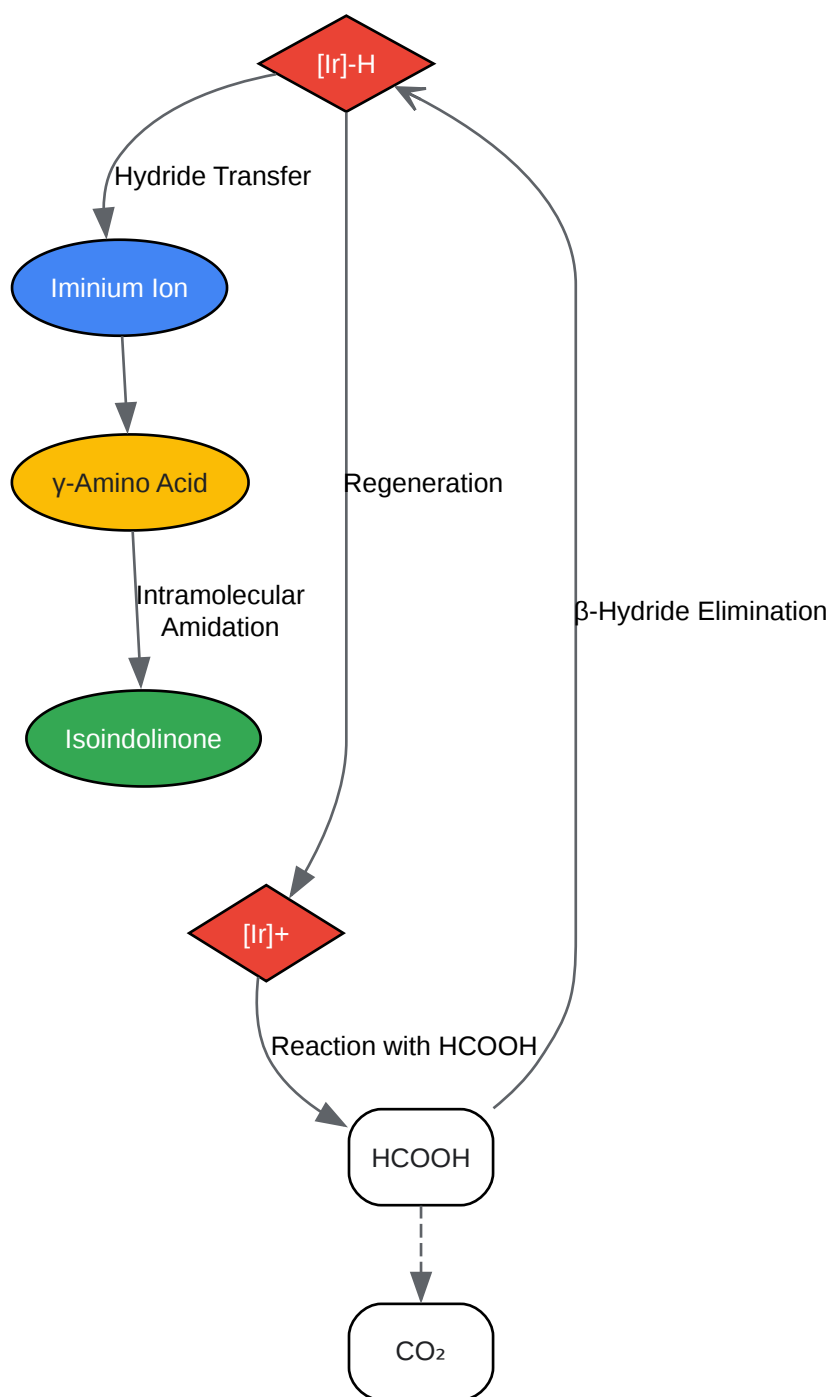 [Ir]-H
Hydride Transfer
Iminium Ion
γ-Amino Acid
Regeneration
Intramolecular
Amidation
β-Hydride Elimination
Isoindolinone
[Ir]+
Reaction with HCOOH
HCOOH
CO₂